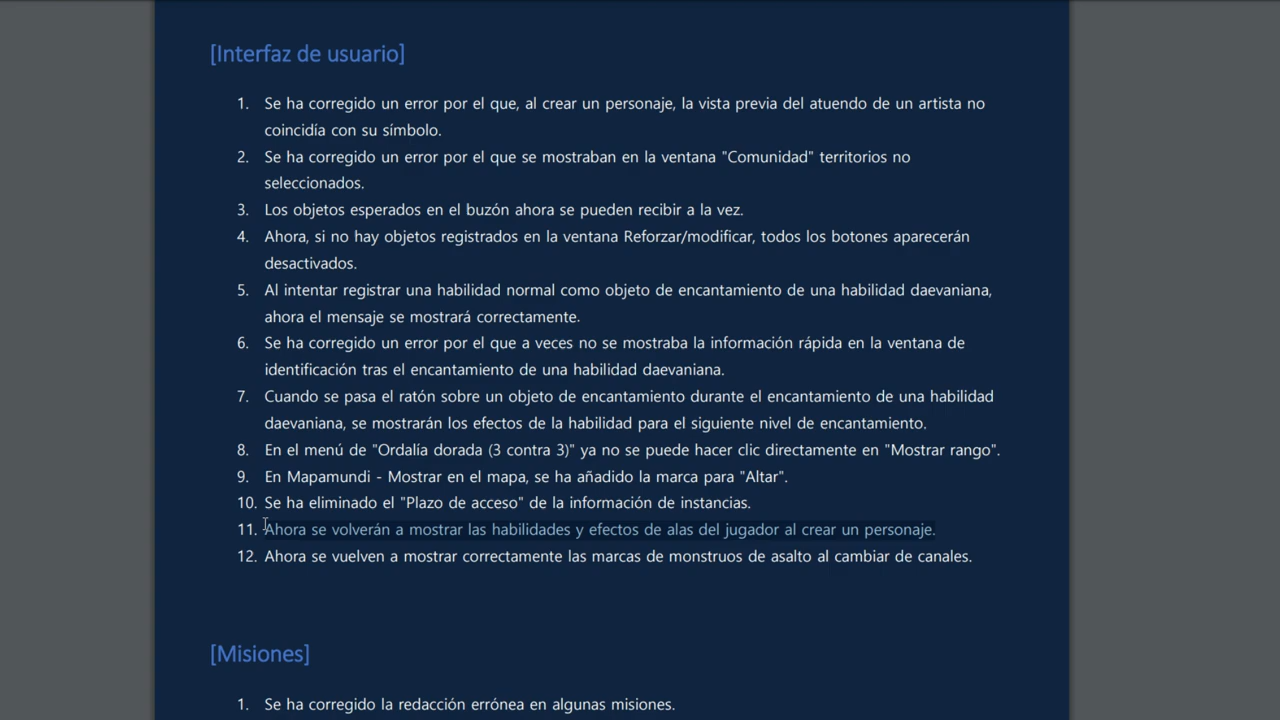 [Interfaz de usuario]
1. Se ha corregido un error por el que, al crear un personaje, la vista previa del atuendo de un artista no
coincidía con su símbolo.
2. Se ha corregido un error por el que se mostraban en la ventana "Comunidad" territorios no
seleccionados.
3. Los objetos esperados en el buzón ahora se pueden recibir a la vez.
4. Ahora, si no hay objetos registrados en la ventana Reforzar/modificar, todos los botones aparecerán
desactivados.
5. Al intentar registrar una habilidad normal como objeto de encantamiento de una habilidad daevaniana,
ahora el mensaje se mostrará correctamente.
6. Se ha corregido un error por el que a veces no se mostraba la información rápida en la ventana de
identificación tras el encantamiento de una habilidad daevaniana.
7. Cuando se pasa el ratón sobre un objeto de encantamiento durante el encantamiento de una habilidad
daevaniana, se mostrarán los efectos de la habilidad para el siguiente nivel de encantamiento.
8. En el menú de "Ordalía dorada (3 contra 3)" ya no se puede hacer clic directamente en "Mostrar rango".
9. En Mapamundi - Mostrar en el mapa, se ha añadido la marca para "Altar".
10. Se ha eliminado el "Plazo de acceso" de la información de instancias.
11. Ahora se volverán a mostrar las habilidades y efectos de alas del jugador al crear un personaje.
12. Ahora se vuelven a mostrar correctamente las marcas de monstruos de asalto al cambiar de canales.
[Misiones]
1. Se ha corregido la redacción errónea en algunas misiones.